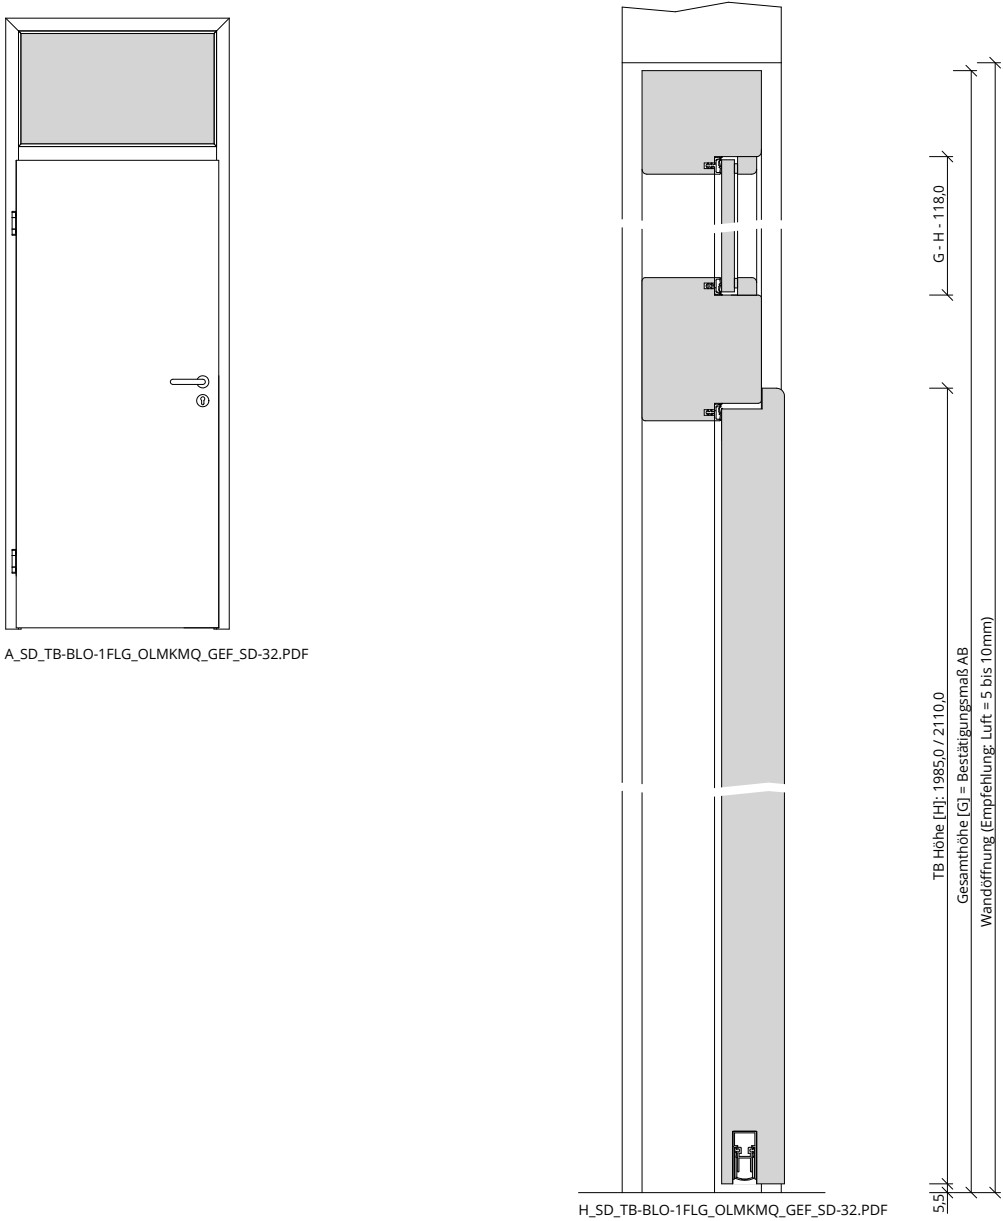 G - H - 118,0
TB Höhe [H]: 1985,0 / 2110,0
Gesamthöhe [G] = Bestätigungsmaß AB
Wandöffnung (Empfehlung: Luft = 5 bis 10mm)
5,5
A_SD_TB-BLO-1FLG_OLMKMQ_GEF_SD-32.PDF
H_SD_TB-BLO-1FLG_OLMKMQ_GEF_SD-32.PDF